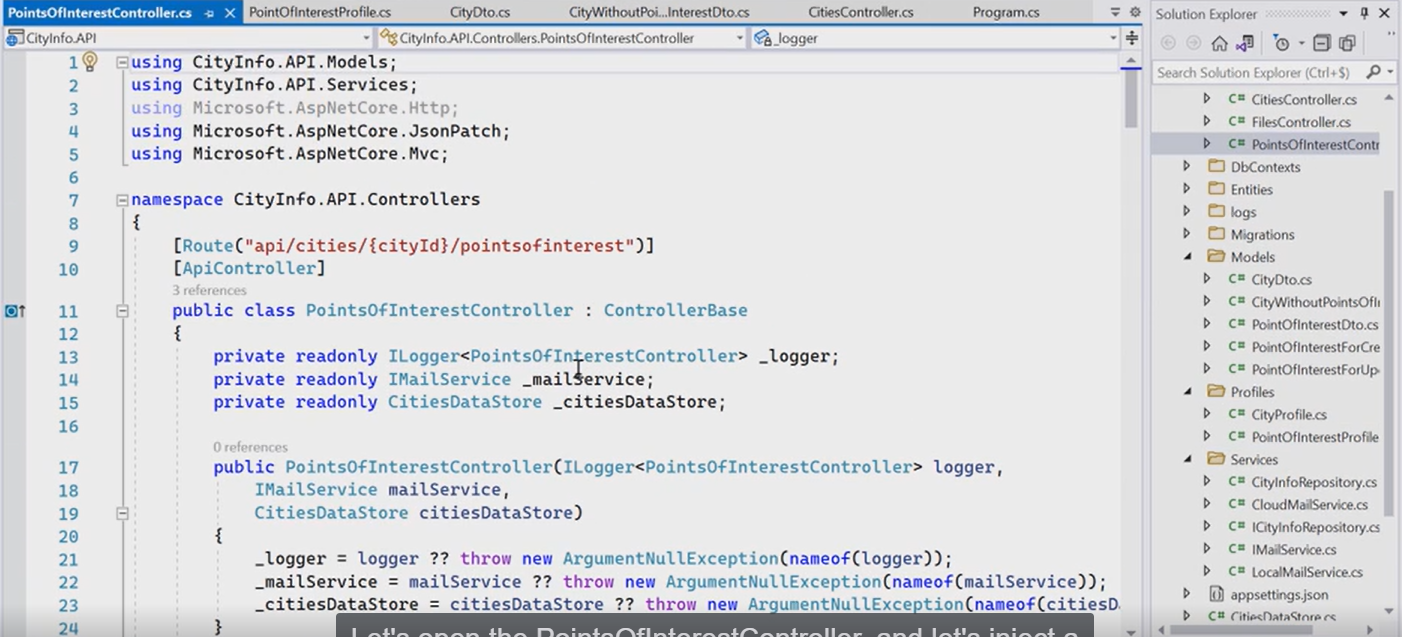 PointsOfInterestController.cs
PointOfInterestProfile.cs
CityDto.cs
CityWithoutPoi...InterestDto.cs
CitiesController.cs
Program.cs
CityInfo.API
CityInfo.API.Controllers.PointsOfInterestController
_logger
1 using CityInfo.API.Models;
2 using CityInfo.API.Services;
3 using Microsoft.AspNetCore.Http;
4 using Microsoft.AspNetCore.JsonPatch;
5 using Microsoft.AspNetCore.Mvc;
6
7 namespace CityInfo.API.Controllers
8 {
9 [Route("api/cities/{cityId}/pointsofinterest")]
10 [ApiController]
3 references
11 public class PointsOfInterestController : ControllerBase
12 {
13 private readonly ILogger<PointsOfInterestController> _logger;
14 private readonly IMailService _mailService;
15 private readonly CitiesDataStore _citiesDataStore;
16
0 references
17 public PointsOfInterestController(ILogger<PointsOfInterestController> logger,
18 IMailService mailService,
19 CitiesDataStore citiesDataStore)
20 {
21 _logger = logger ?? throw new ArgumentNullException(nameof(logger));
22 _mailService = mailService ?? throw new ArgumentNullException(nameof(mailService));
23 _citiesDataStore = citiesDataStore ?? throw new ArgumentNullException(nameof(citiesD
24 }
Let's open the PointsOfInterestController, and let's inject a
Solution Explorer
Search Solution Explorer (Ctrl+$)
C# CitiesController.cs
C# FilesController.cs
C# PointsOfInterestContr
DbContexts
Entities
logs
Migrations
Models
C# CityDto.cs
C# CityWithoutPointsOfIn
C# PointOfInterestDto.cs
C# PointOfInterestForCre
C# PointOfInterestForUp
Profiles
C# CityProfile.cs
C# PointOfInterestProfile
Services
C# CityInfoRepository.cs
C# CloudMailService.cs
C# ICityInfoRepository.cs
C# IMailService.cs
C# LocalMailService.cs
appsettings.json
C# CitiesDataStore.cs